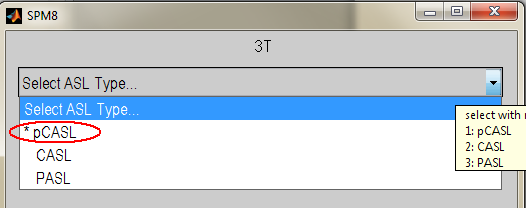 SPM8
3T
Select ASL Type...
Select ASL Type...
* pCASL
CASL
PASL
select with
1: pCASL
2: CASL
3: PASL